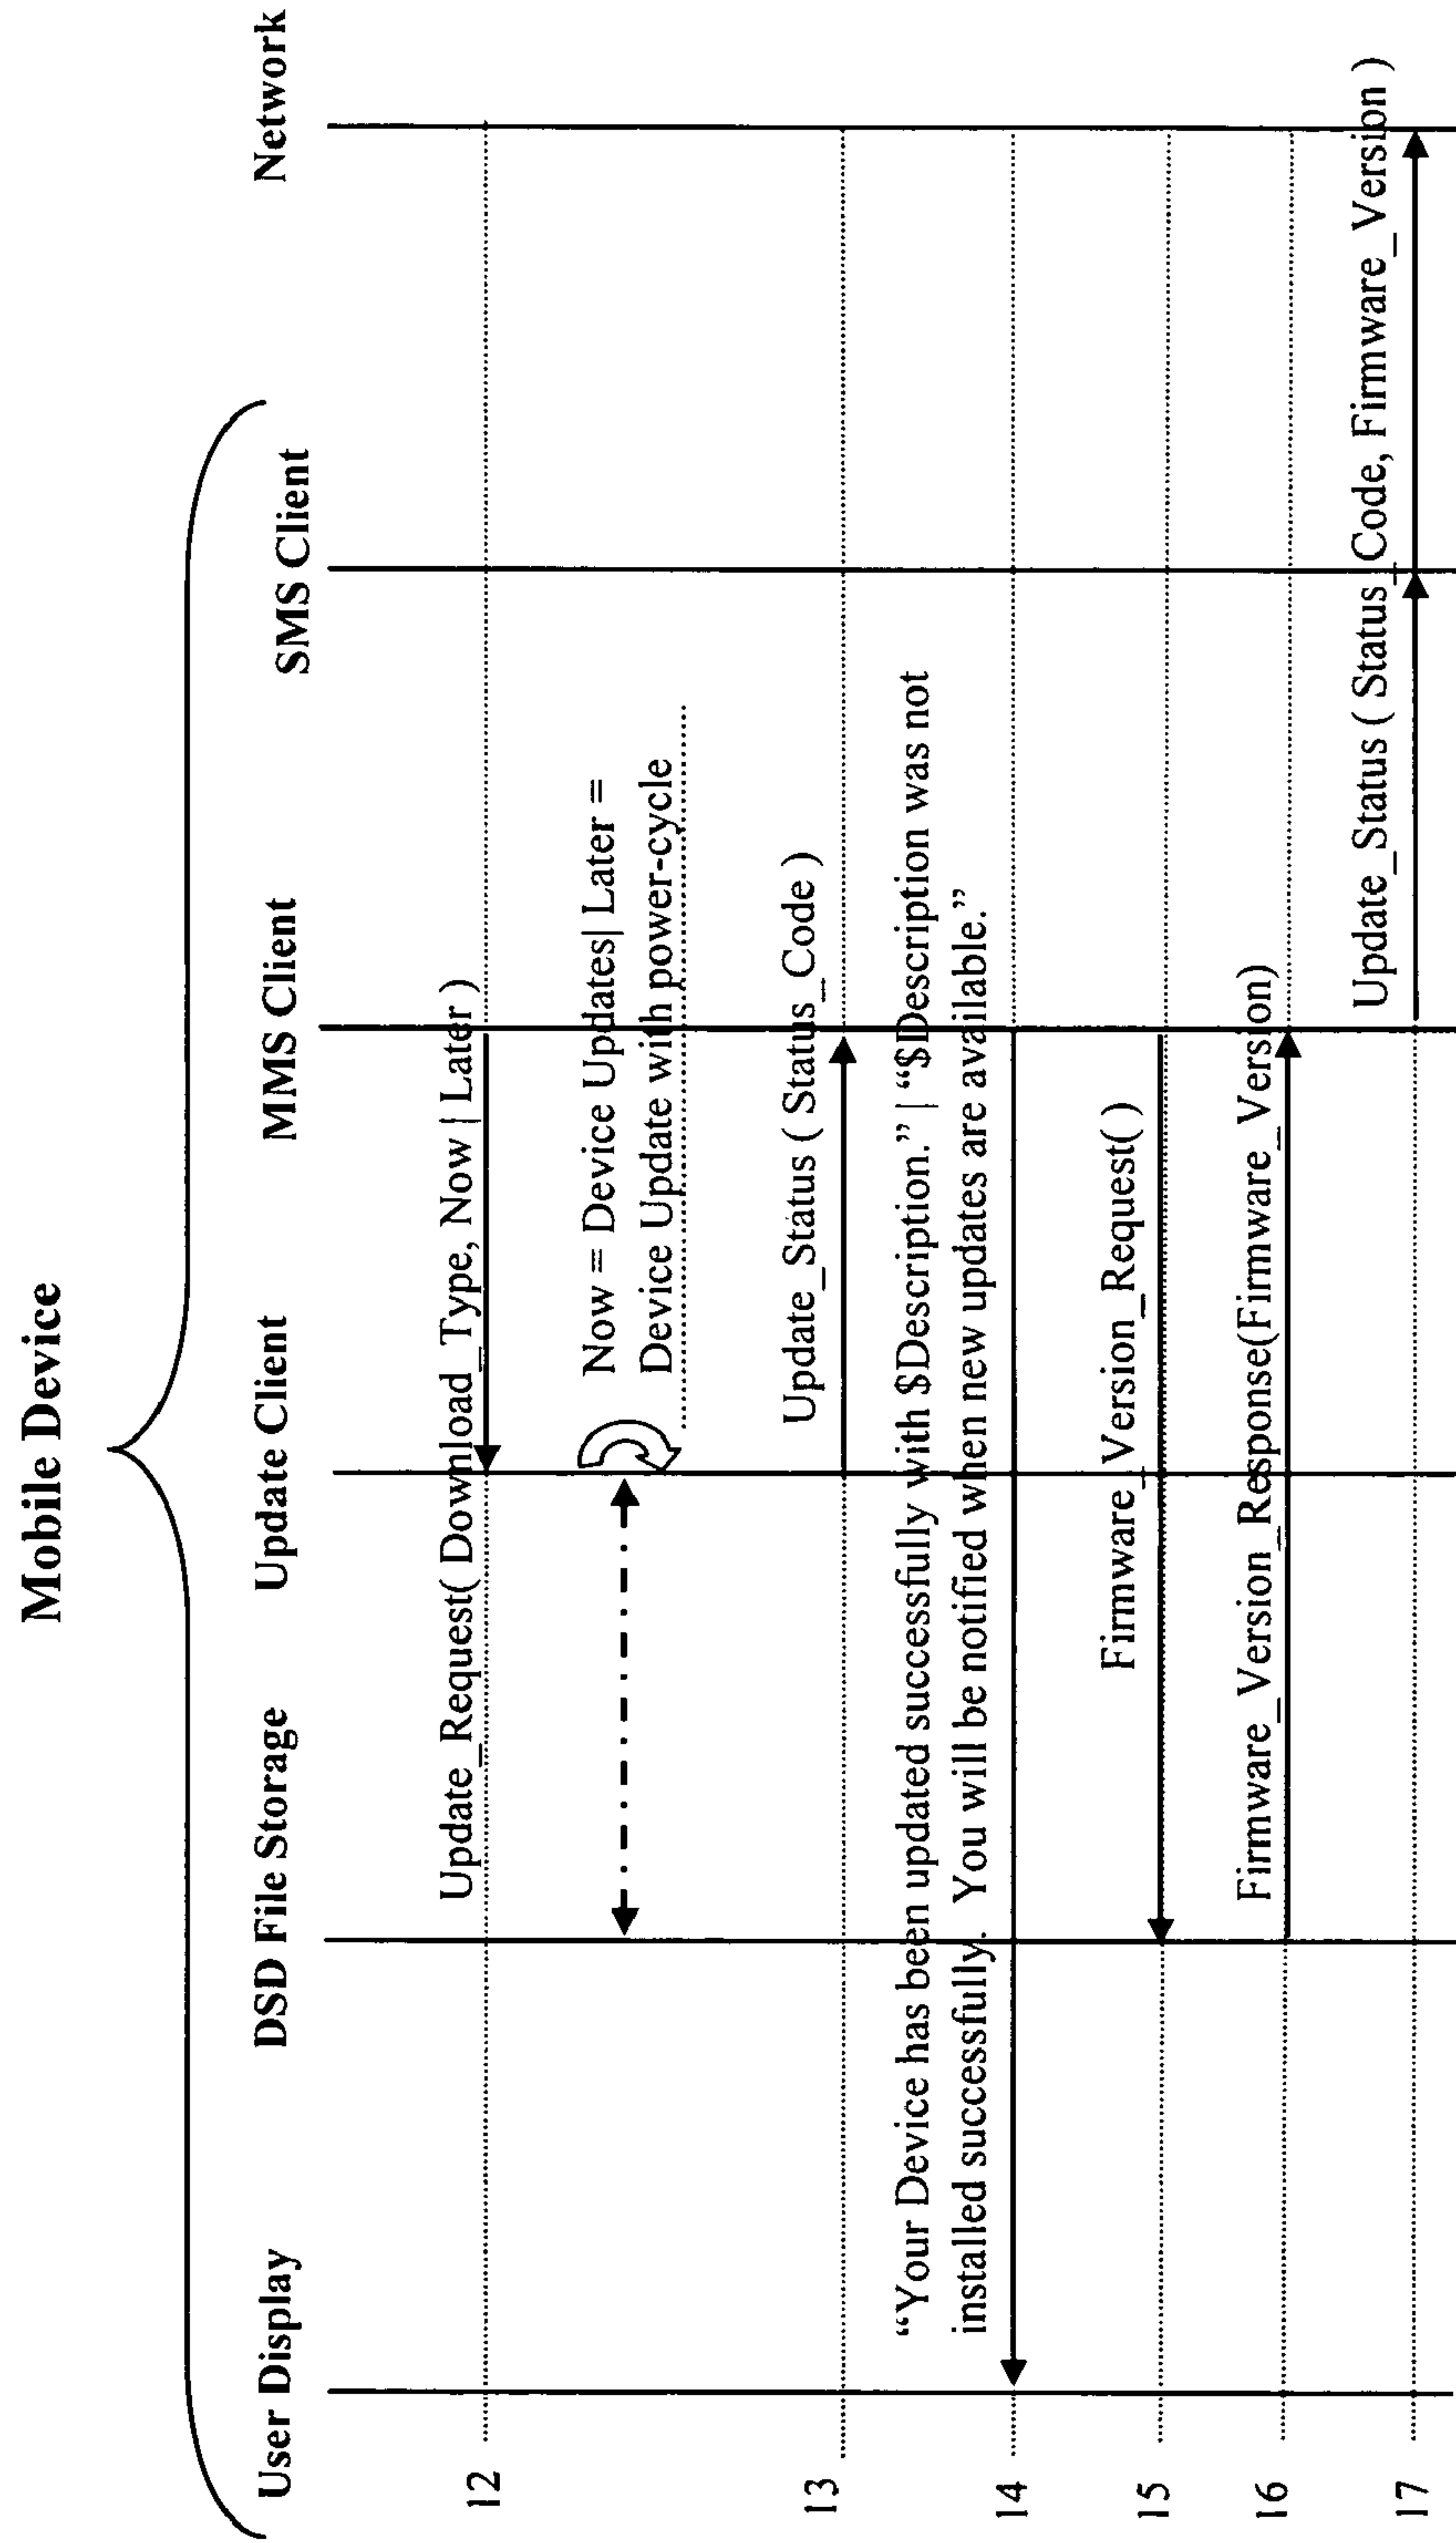 Mobile Device
User Display
DSD File Storage
Update Client
MMS Client
SMS Client
Network
12
Update_Request( Download_Type, Now | Later )
Now = Device Updates| Later =
Device Update with power-cycle
13
Update_Status ( Status_Code )
“Your Device has been updated successfully with $Description.” | “$Description was not
installed successfully. You will be notified when new updates are available.”
14
Firmware_Version_Request( )
15
Firmware_Version_Response(Firmware_Version)
16
Update_Status ( Status_Code, Firmware_Version )
17